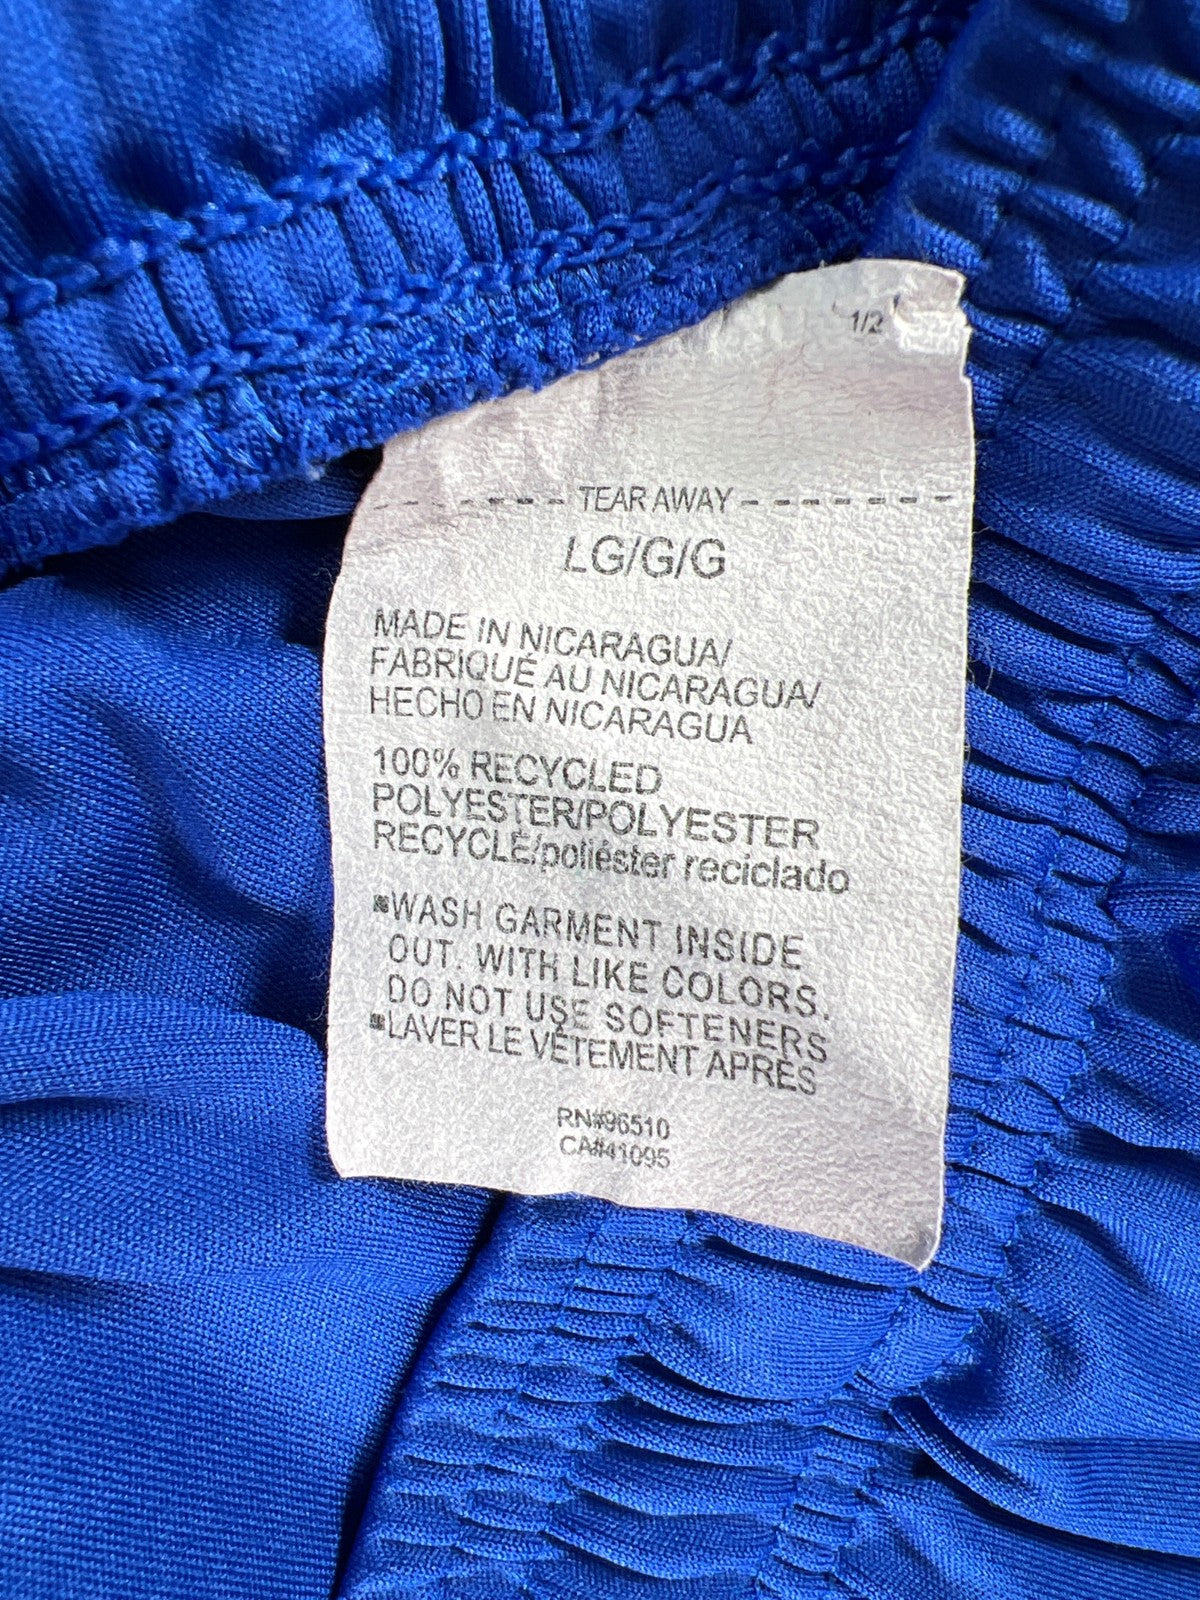 1/2
TEAR AWAY
LG/G/G
MADE IN NICARAGUA/
FABRIQUÉ AU NICARAGUA/
HECHO EN NICARAGUA
100% RECYCLED
POLYESTER/POLYESTER
RECYCLÉ/poliéster reciclado
WASH GARMENT INSIDE
OUT. WITH LIKE COLORS.
DO NOT USE SOFTENERS
LAVER LE VÊTEMENT APRÈS
RN#96510
CA#41095